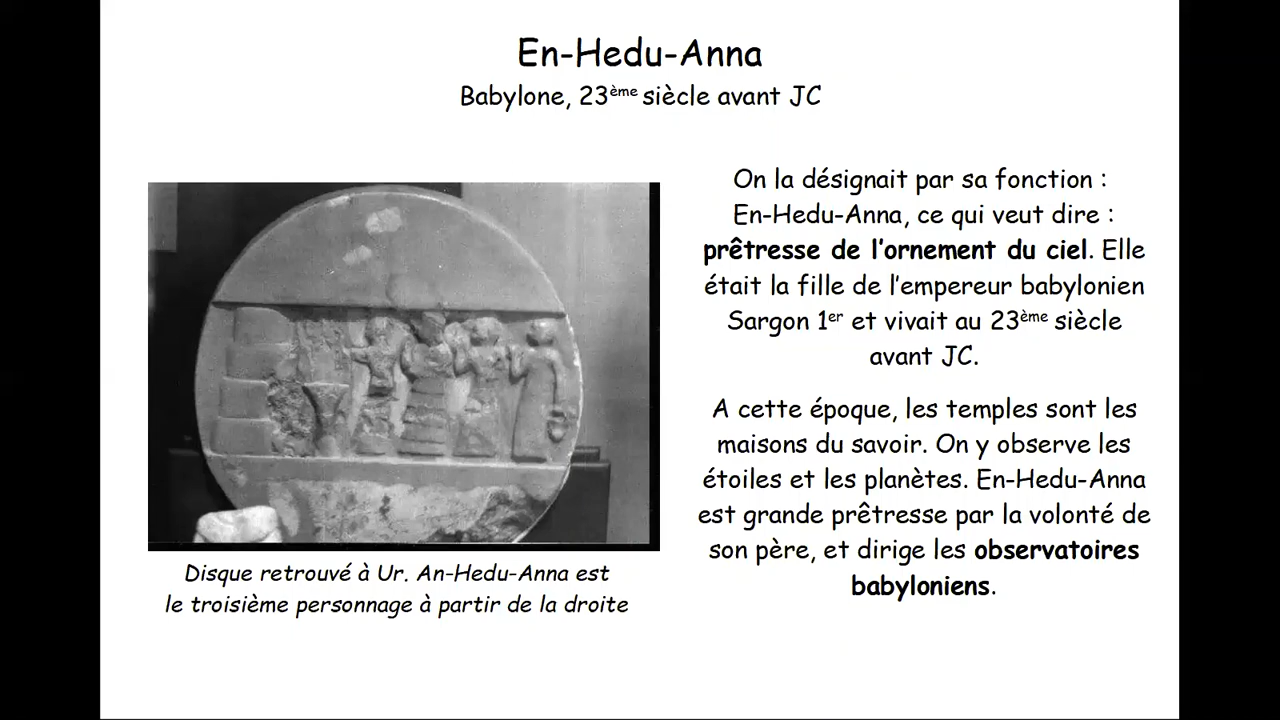 En-Hedu-Anna
Babylone, 23ème siècle avant JC
On la désignait par sa fonction :
En-Hedu-Anna, ce qui veut dire :
prêtresse de l’ornement du ciel. Elle
était la fille de l’empereur babylonien
Sargon 1er et vivait au 23ème siècle
avant JC.
A cette époque, les temples sont les
maisons du savoir. On y observe les
étoiles et les planètes. En-Hedu-Anna
est grande prêtresse par la volonté de
son père, et dirige les observatoires
babyloniens.
Disque retrouvé à Ur. An-Hedu-Anna est
le troisième personnage à partir de la droite